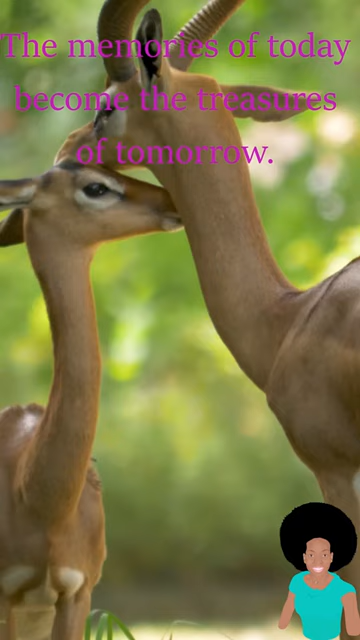 The memories of today
become the treasures
of tomorrow.